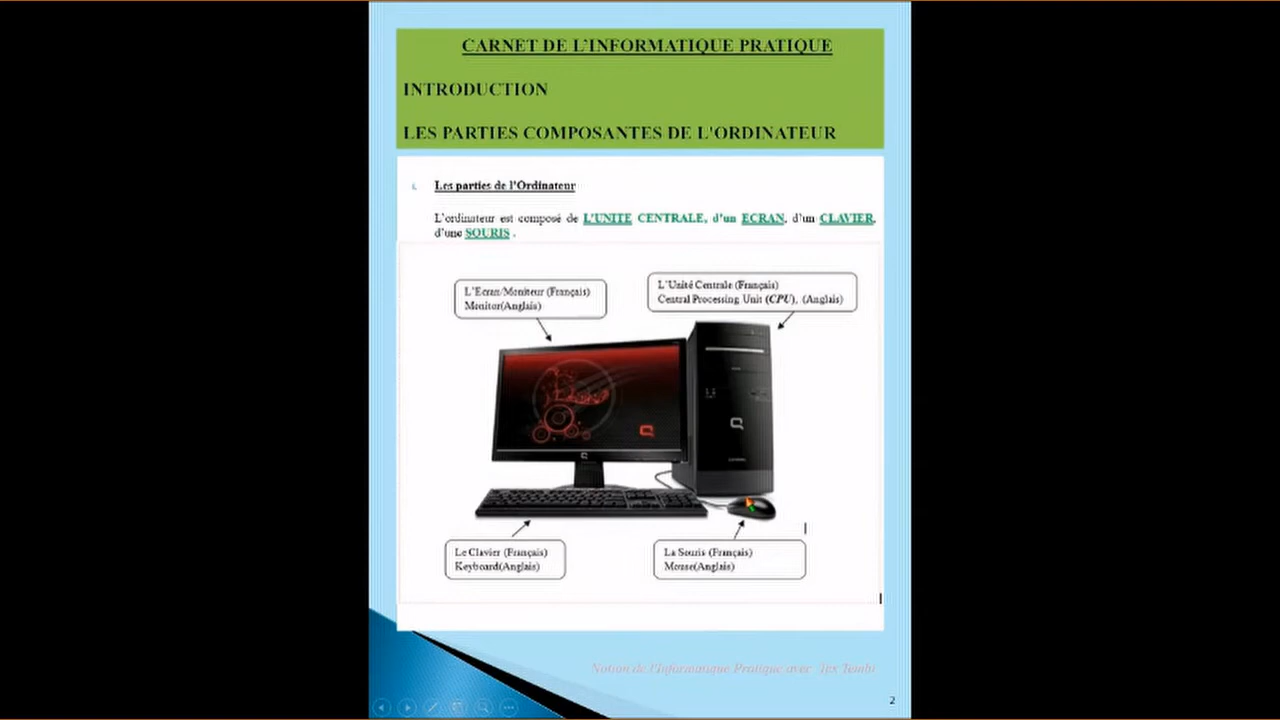 CARNET DE L'INFORMATIQUE PRATIQUE
INTRODUCTION
LES PARTIES COMPOSANTES DE L'ORDINATEUR
i. Les parties de l'Ordinateur
L'ordinateur est composé de L'UNITE CENTRALE, d'un ECRAN, d'un CLAVIER,
d'une SOURIS .
L'Ecran/Moniteur (Français)
Monitor(Anglais)
L'Unité Centrale (Français)
Central Processing Unit (CPU), (Anglais)
Le Clavier (Français)
Keyboard(Anglais)
La Souris (Français)
Mouse(Anglais)
Notion de l'Informatique Pratique avec Tembi
2